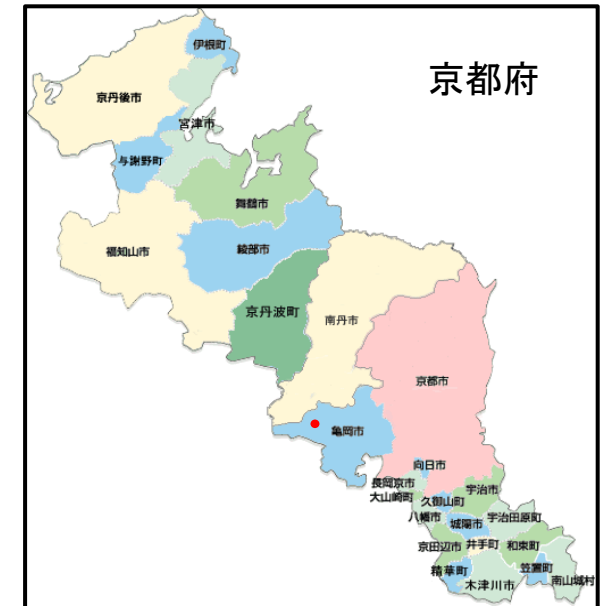 京都府
伊根町
京丹後市
宮津市
与謝野町
舞鶴市
福知山市
綾部市
京丹波町
南丹市
京都市
亀岡市
向日市
長岡京市
大山崎町
宇治市
久御山町
八幡市
城陽市
宇治田原町
京田辺市
井手町
和束町
精華町
笠置町
木津川市
南山城村